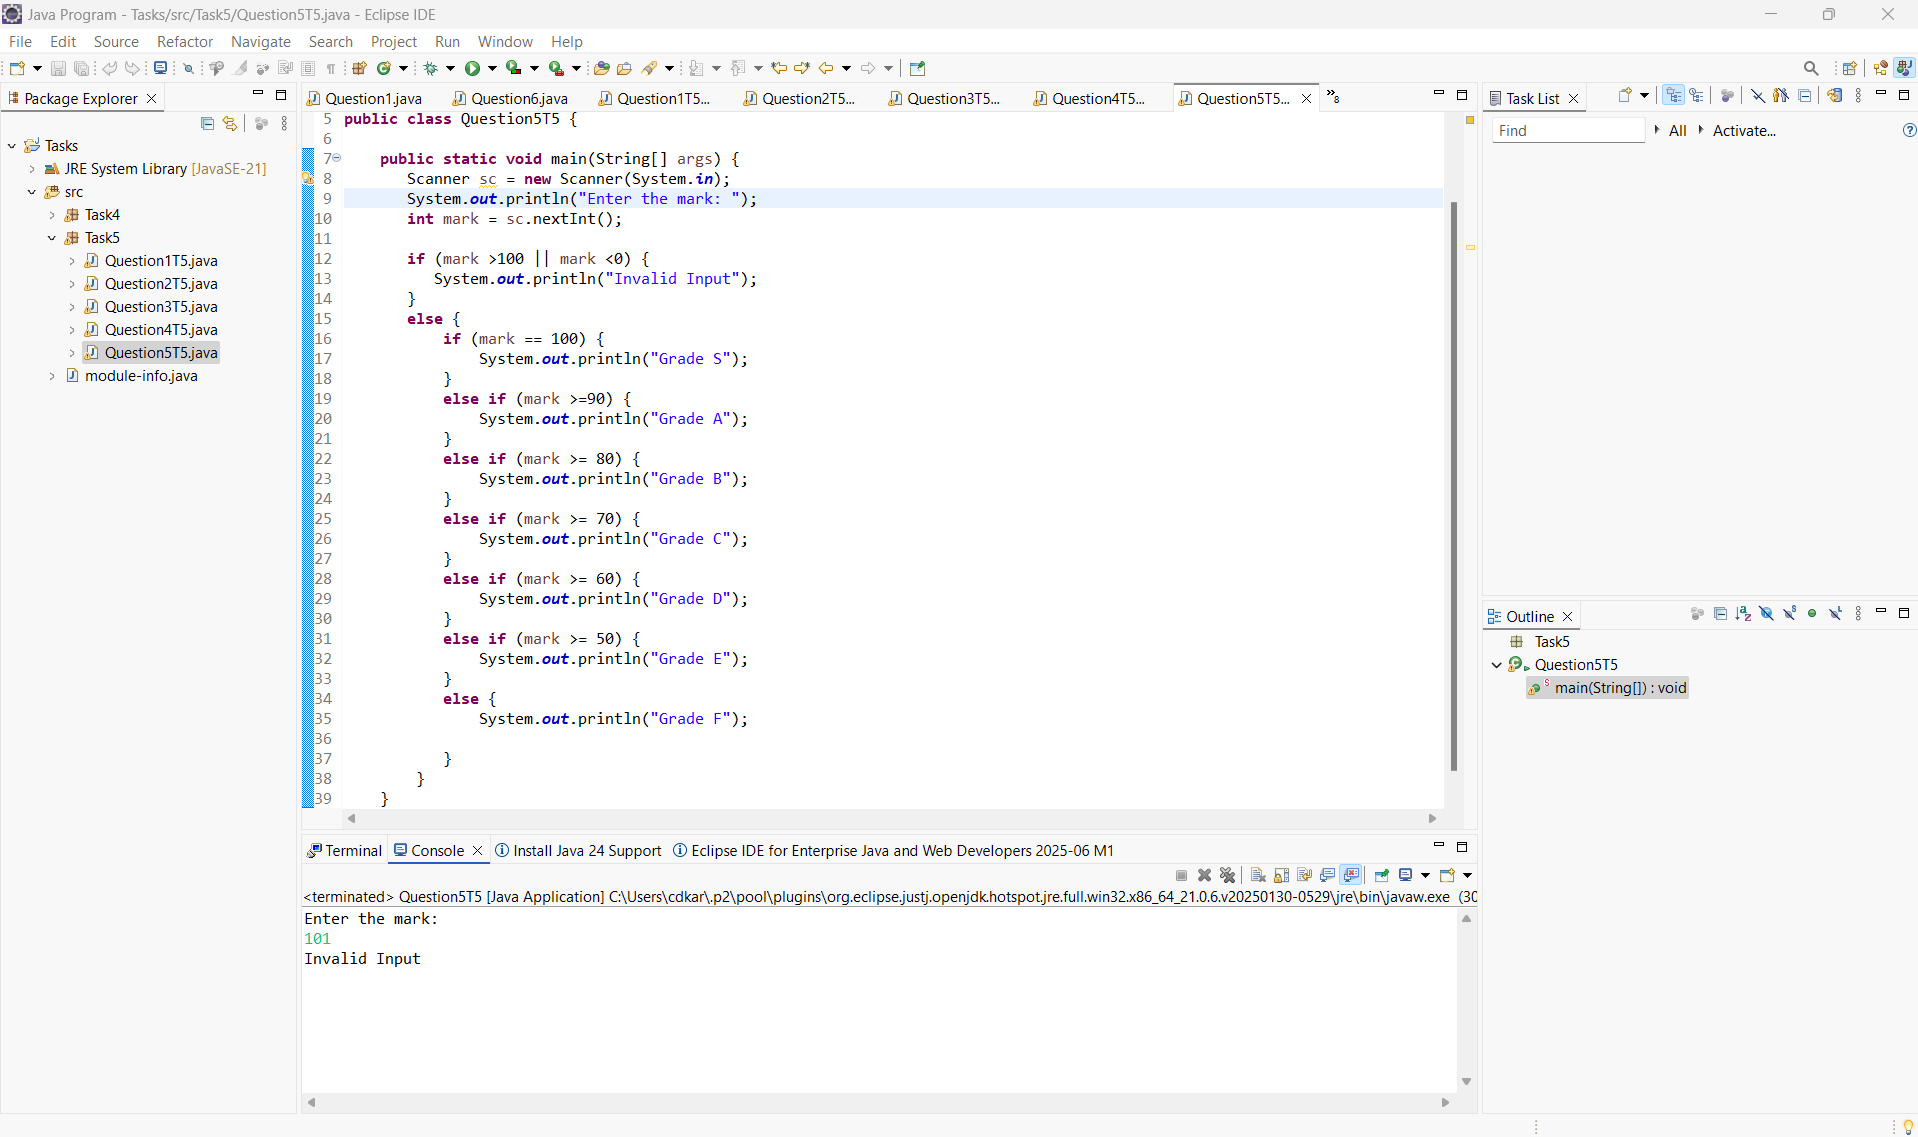 Java Program - Tasks/src/Task5/Question5T5.java - Eclipse IDE
File Edit Source Refactor Navigate Search Project Run Window Help
Package Explorer
Tasks
JRE System Library [JavaSE-21]
src
Task4
Task5
Question1T5.java
Question2T5.java
Question3T5.java
Question4T5.java
Question5T5.java
module-info.java
Question1.java Question6.java Question1T5... Question2T5... Question3T5... Question4T5... Question5T5... »8
5 public class Question5T5 {
6
7 public static void main(String[] args) {
8 Scanner sc = new Scanner(System.in);
9 System.out.println("Enter the mark: ");
10 int mark = sc.nextInt();
11
12 if (mark >100 || mark <0) {
13 System.out.println("Invalid Input");
14 }
15 else {
16 if (mark == 100) {
17 System.out.println("Grade S");
18 }
19 else if (mark >=90) {
20 System.out.println("Grade A");
21 }
22 else if (mark >= 80) {
23 System.out.println("Grade B");
24 }
25 else if (mark >= 70) {
26 System.out.println("Grade C");
27 }
28 else if (mark >= 60) {
29 System.out.println("Grade D");
30 }
31 else if (mark >= 50) {
32 System.out.println("Grade E");
33 }
34 else {
35 System.out.println("Grade F");
36
37 }
38 }
39 }
Terminal Console Install Java 24 Support Eclipse IDE for Enterprise Java and Web Developers 2025-06 M1
<terminated> Question5T5 [Java Application] C:\Users\cdkar\.p2\pool\plugins\org.eclipse.justj.openjdk.hotspot.jre.full.win32.x86_64_21.0.6.v20250130-0529\jre\bin\javaw.exe (30
Enter the mark:
101
Invalid Input
Task List
Find All Activate...
Outline
Task5
Question5T5
main(String[]) : void